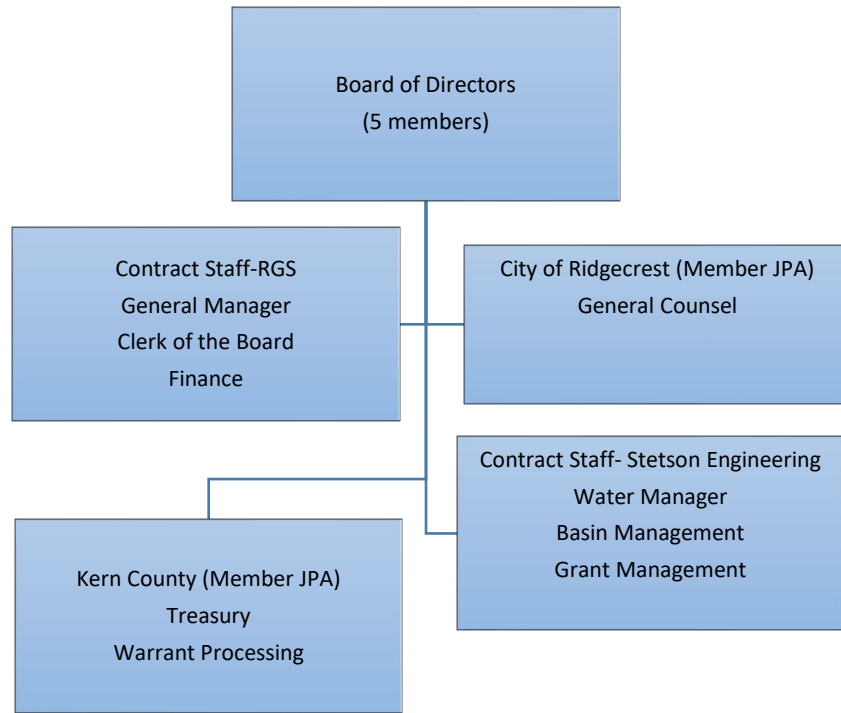 Board of Directors
(5 members)
Contract Staff-RGS
General Manager
Clerk of the Board
Finance
City of Ridgecrest (Member JPA)
General Counsel
Contract Staff- Stetson Engineering
Water Manager
Basin Management
Grant Management
Kern County (Member JPA)
Treasury
Warrant Processing